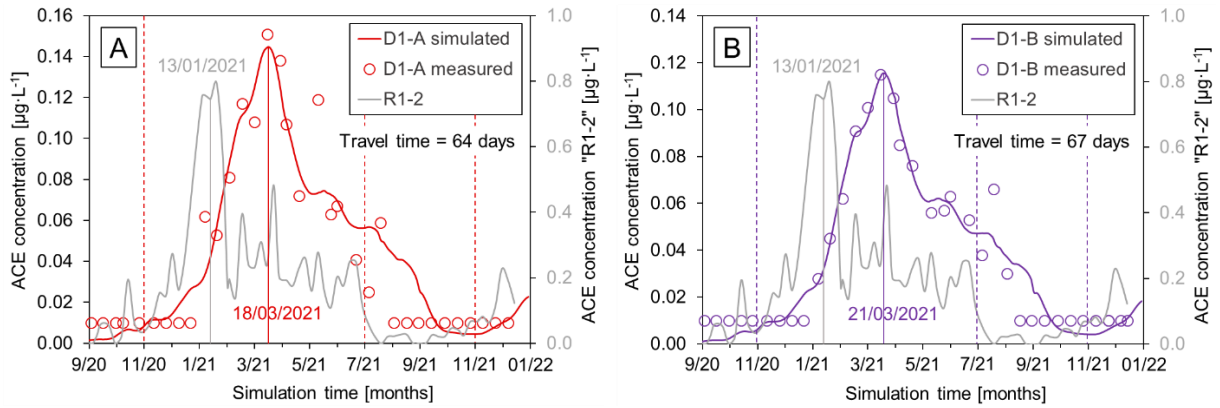 A
0.16
0.14
0.12
0.10
0.08
0.06
0.04
0.02
0.00
ACE concentration [µg·L⁻¹]
1.0
0.8
0.6
0.4
0.2
0.0
ACE concentration "R1-2" [µg·L⁻¹]
D1-A simulated
D1-A measured
R1-2
13/01/2021
Travel time = 64 days
18/03/2021
9/20 11/20 1/21 3/21 5/21 7/21 9/21 11/21 01/22
Simulation time [months]
B
0.14
0.12
0.10
0.08
0.06
0.04
0.02
0.00
ACE concentration [µg·L⁻¹]
1.0
0.8
0.6
0.4
0.2
0.0
ACE concentration "R1-2" [µg·L⁻¹]
D1-B simulated
D1-B measured
R1-2
13/01/2021
Travel time = 67 days
21/03/2021
9/20 11/20 1/21 3/21 5/21 7/21 9/21 11/21 01/22
Simulation time [months]